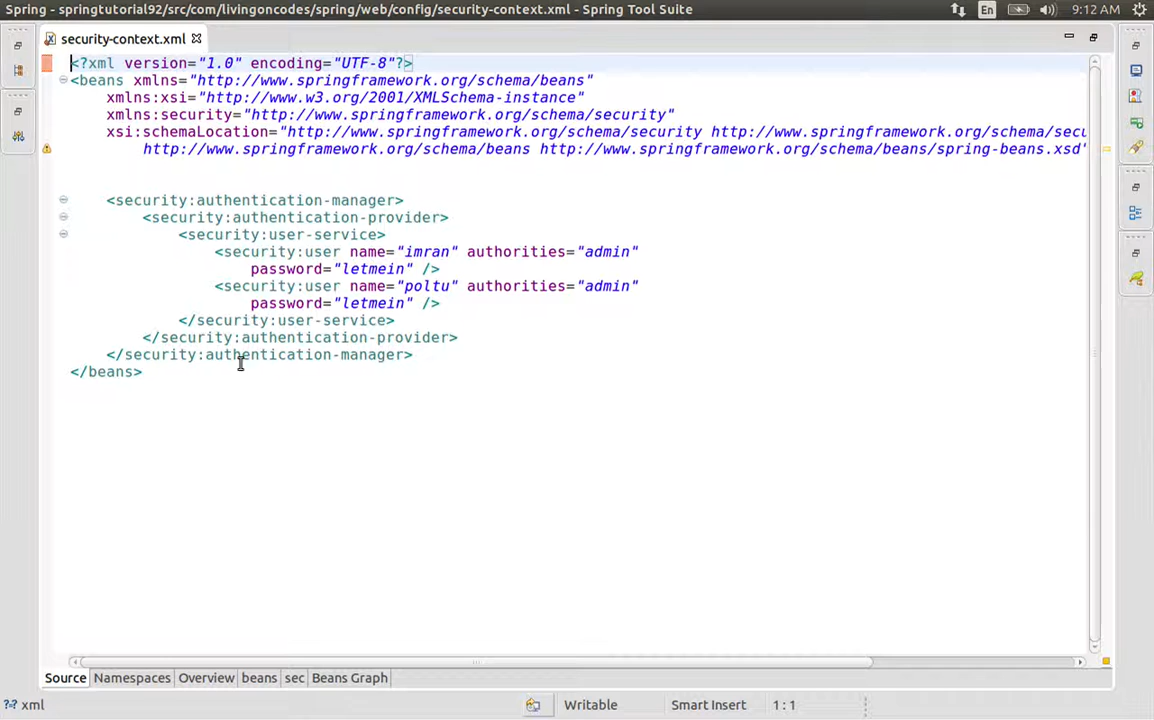 Spring - springtutorial92/src/com/livingoncodes/spring/web/config/security-context.xml - Spring Tool Suite
En
9:12 AM
security-context.xml
<?xml version="1.0" encoding="UTF-8"?>
<beans xmlns="http://www.springframework.org/schema/beans"
xmlns:xsi="http://www.w3.org/2001/XMLSchema-instance"
xmlns:security="http://www.springframework.org/schema/security"
xsi:schemaLocation="http://www.springframework.org/schema/security http://www.springframework.org/schema/secu
http://www.springframework.org/schema/beans http://www.springframework.org/schema/beans/spring-beans.xsd"
<security:authentication-manager>
<security:authentication-provider>
<security:user-service>
<security:user name="imran" authorities="admin"
password="letmein" />
<security:user name="poltu" authorities="admin"
password="letmein" />
</security:user-service>
</security:authentication-provider>
</security:authentication-manager>
</beans>
Source Namespaces Overview beans sec Beans Graph
xml
Writable
Smart Insert
1 : 1